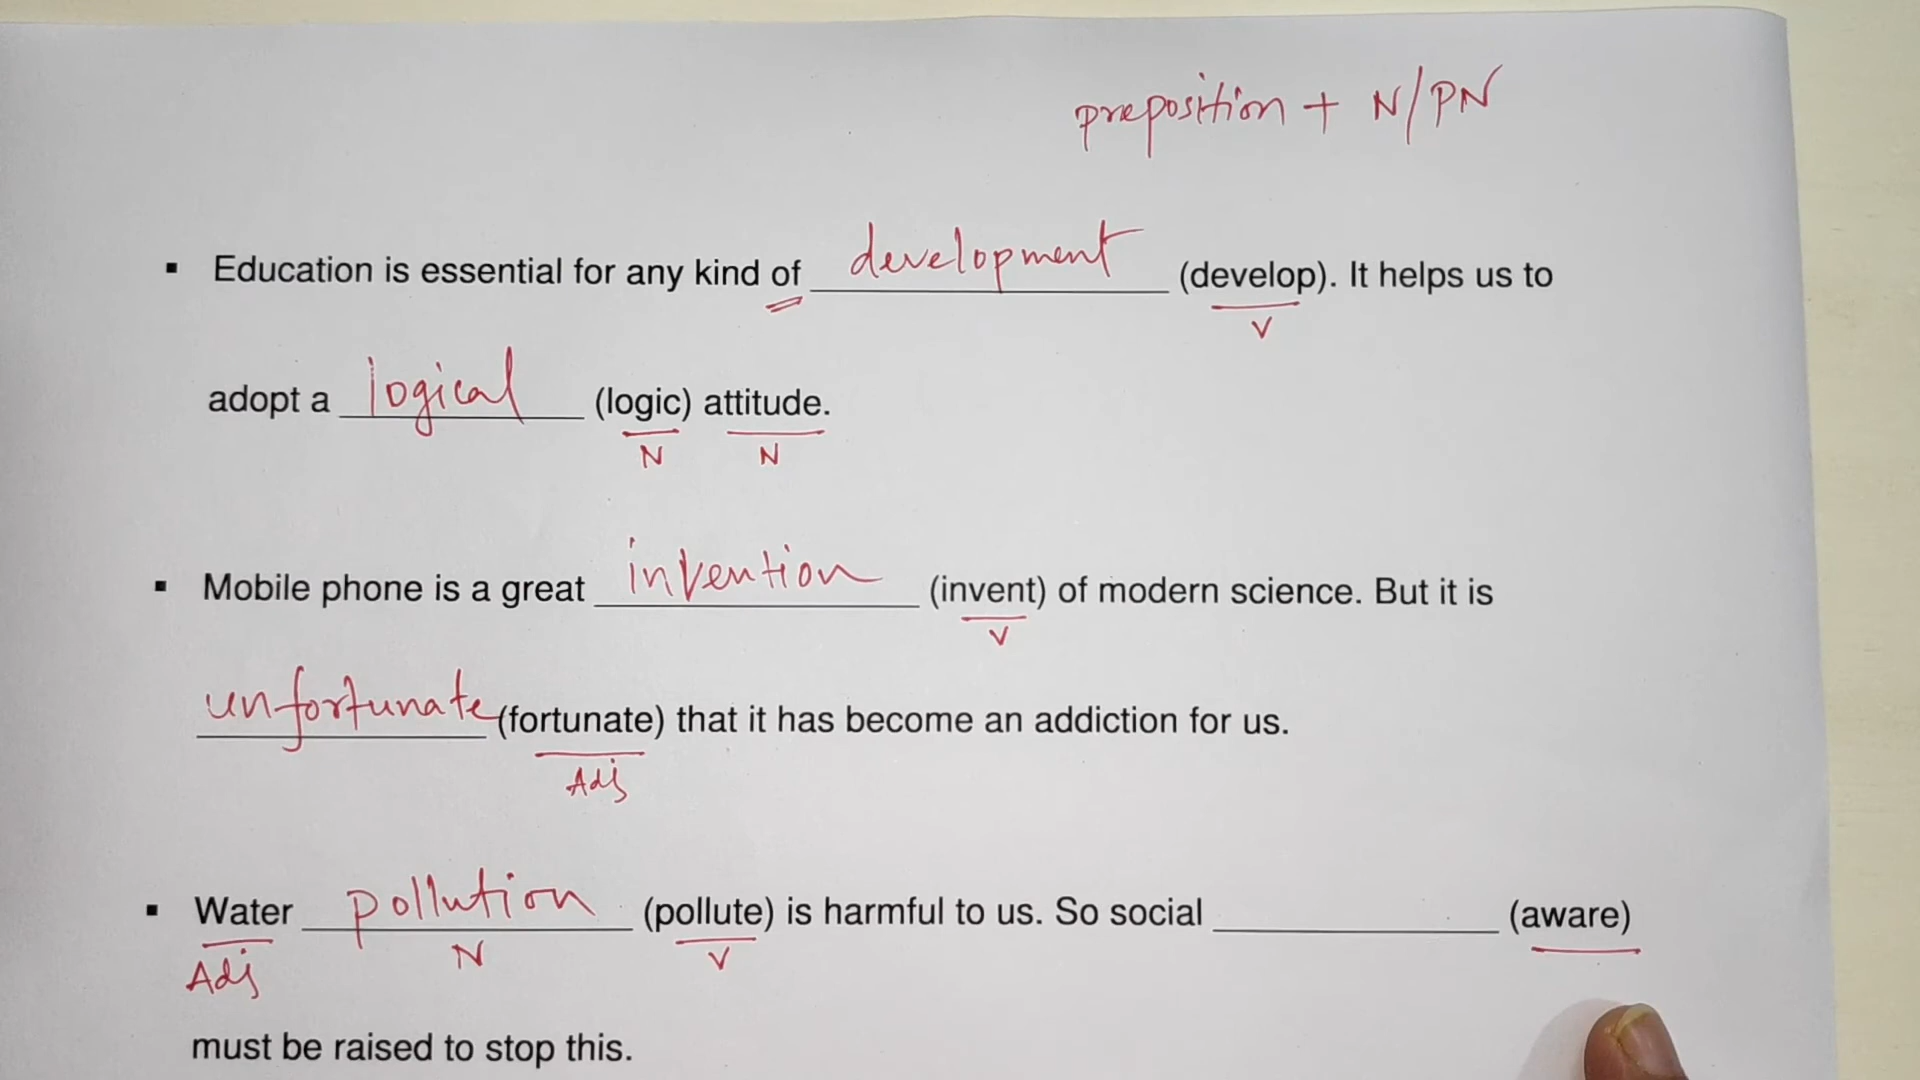 preposition + N/PN
▪ Education is essential for any kind of development (develop). It helps us to
V
adopt a logical (logic) attitude.
N N
▪ Mobile phone is a great invention (invent) of modern science. But it is
V
unfortunate (fortunate) that it has become an addiction for us.
Adj
▪ Water pollution (pollute) is harmful to us. So social ____________ (aware)
Adj N V
must be raised to stop this.